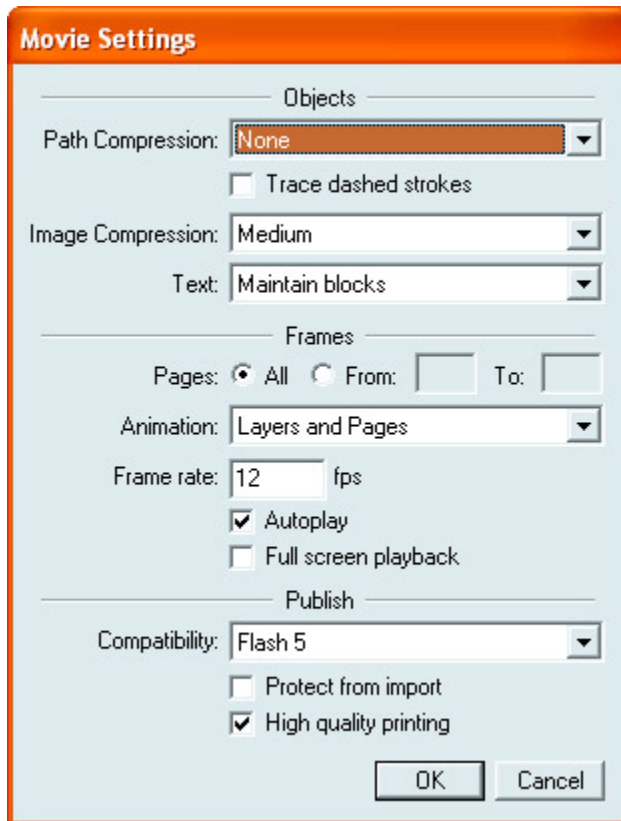 Movie Settings
Objects
Path Compression: None
Trace dashed strokes
Image Compression: Medium
Text: Maintain blocks
Frames
Pages: All From: To:
Animation: Layers and Pages
Frame rate: 12 fps
Autoplay
Full screen playback
Publish
Compatibility: Flash 5
Protect from import
High quality printing
OK Cancel